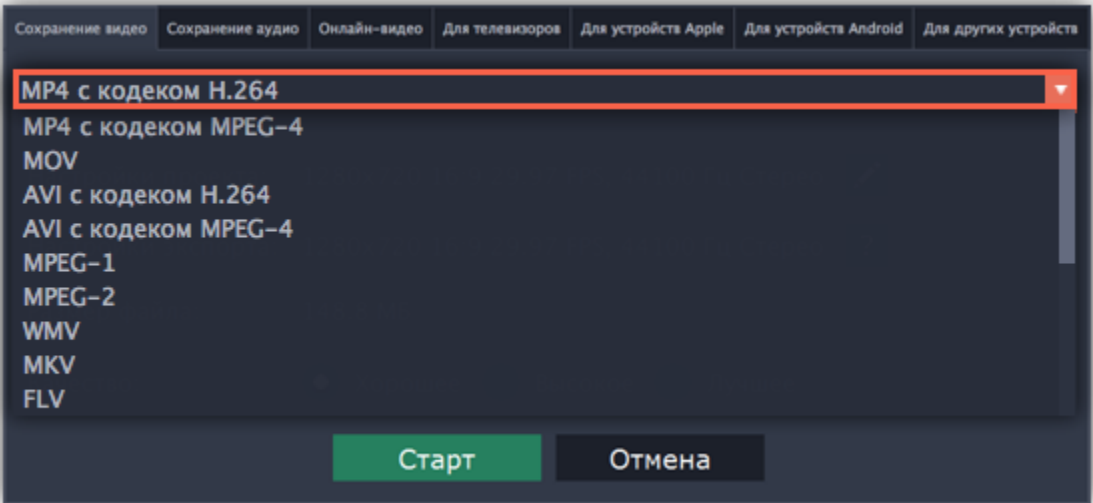 Сохранение видео Сохранение аудио Онлайн-видео Для телевизоров Для устройств Apple Для устройств Android Для других устройств
MP4 с кодеком H.264
MP4 с кодеком MPEG-4
MOV
AVI с кодеком H.264
AVI с кодеком MPEG-4
MPEG-1
MPEG-2
WMV
MKV
FLV
Старт Отмена